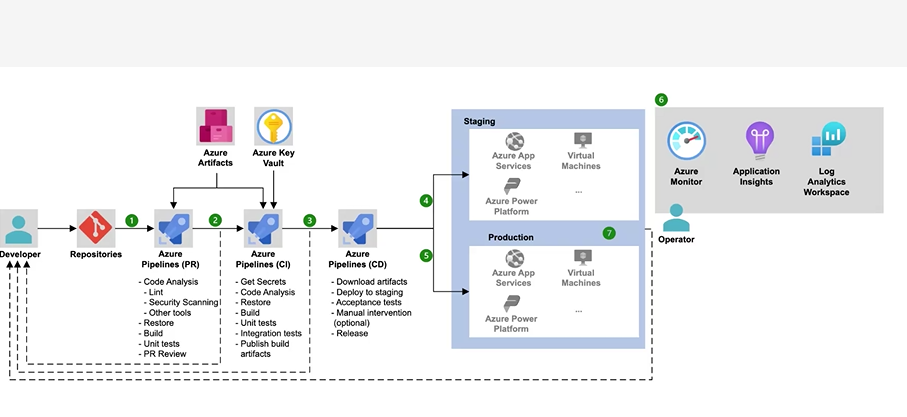 6
Staging
Azure App
Services
Virtual
Machines
Azure Power
Platform
...
Azure
Artifacts
Azure Key
Vault
Azure
Monitor
Application
Insights
Log
Analytics
Workspace
1
2
3
4
5
7
Developer
Repositories
Azure
Pipelines (PR)
- Code Analysis
- Lint
- Security Scanning
- Other tools
- Restore
- Build
- Unit tests
- PR Review
Azure
Pipelines (CI)
- Get Secrets
- Code Analysis
- Restore
- Build
- Unit tests
- Integration tests
- Publish build
artifacts
Azure
Pipelines (CD)
- Download artifacts
- Deploy to staging
- Acceptance tests
- Manual intervention
(optional)
- Release
Production
Azure App
Services
Virtual
Machines
Azure Power
Platform
...
Operator